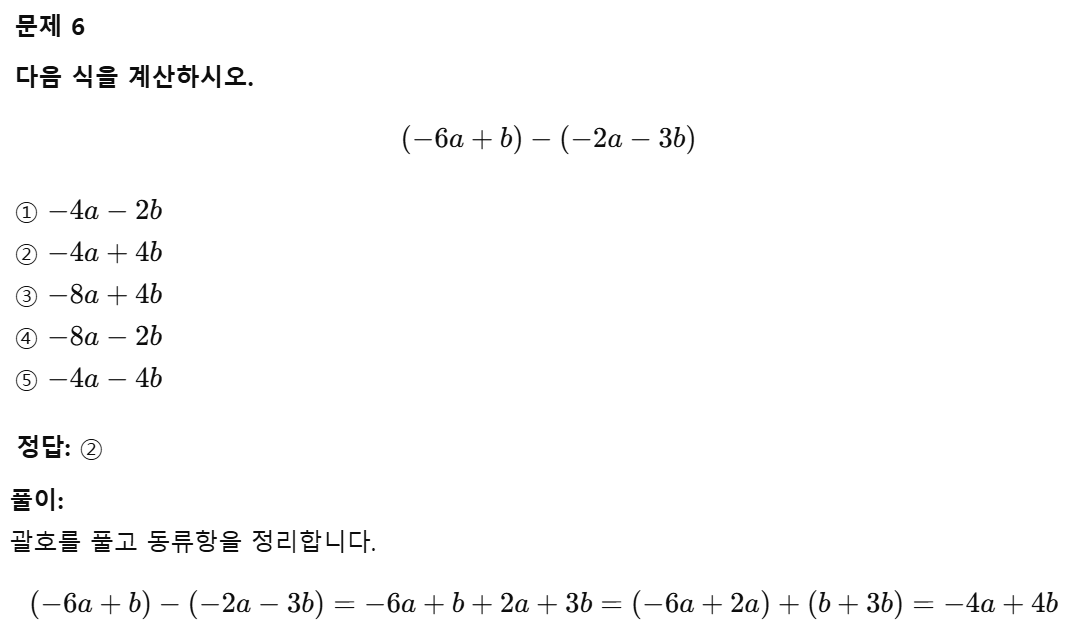 문제 6
다음 식을 계산하시오.
(−6a + b) − (−2a − 3b)
① −4a − 2b
② −4a + 4b
③ −8a + 4b
④ −8a − 2b
⑤ −4a − 4b
정답: ②
풀이:
괄호를 풀고 동류항을 정리합니다.
(−6a + b) − (−2a − 3b) = −6a + b + 2a + 3b = (−6a + 2a) + (b + 3b) = −4a + 4b